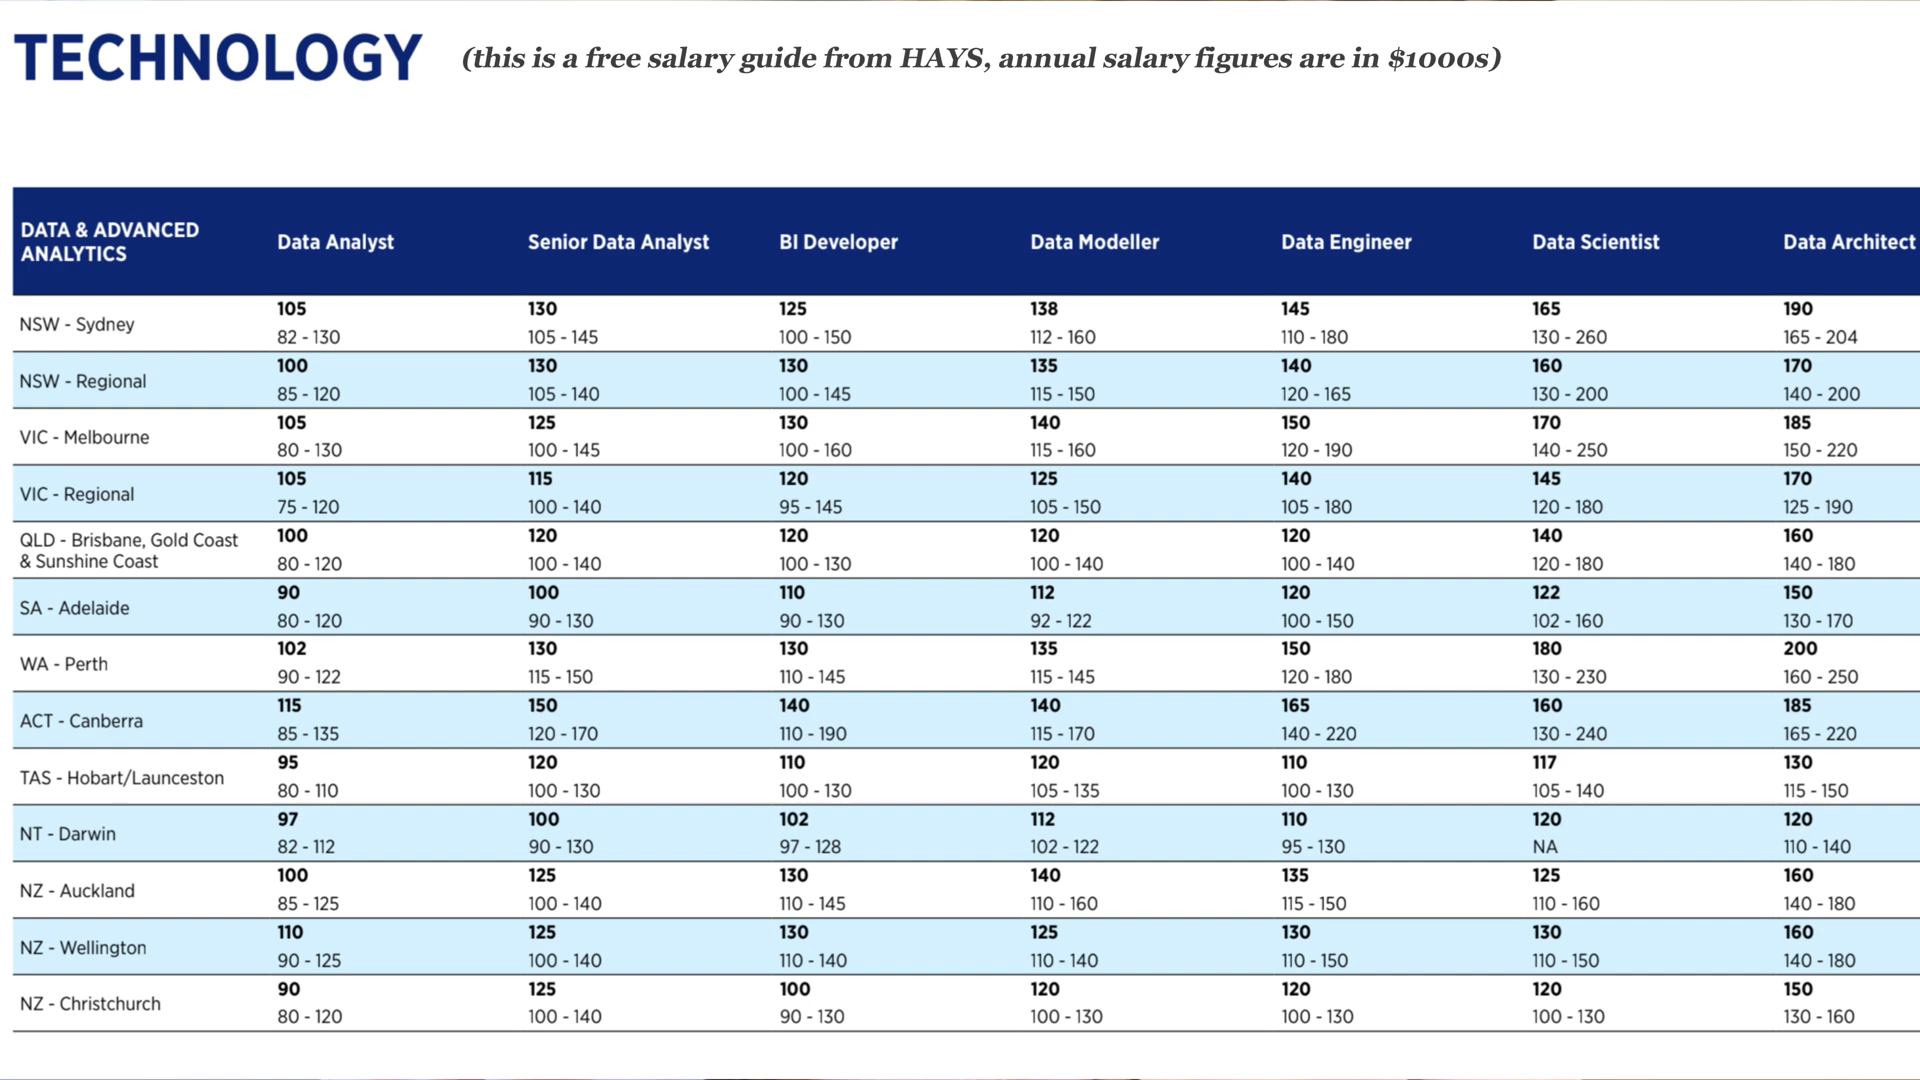 TECHNOLOGY (this is a free salary guide from HAYS, annual salary figures are in $1000s)
DATA & ADVANCED
ANALYTICS Data Analyst Senior Data Analyst BI Developer Data Modeller Data Engineer Data Scientist Data Architect
NSW - Sydney 105 130 125 138 145 165 190
82 - 130 105 - 145 100 - 150 112 - 160 110 - 180 130 - 260 165 - 204
NSW - Regional 100 130 130 135 140 160 170
85 - 120 105 - 140 100 - 145 115 - 150 120 - 165 130 - 200 140 - 200
VIC - Melbourne 105 125 130 140 150 170 185
80 - 130 100 - 145 100 - 160 115 - 160 120 - 190 140 - 250 150 - 220
VIC - Regional 105 115 120 125 140 145 170
75 - 120 100 - 140 95 - 145 105 - 150 105 - 180 120 - 180 125 - 190
QLD - Brisbane, Gold Coast 100 120 120 120 120 140 160
& Sunshine Coast 80 - 120 100 - 140 100 - 130 100 - 140 100 - 140 120 - 180 140 - 180
SA - Adelaide 90 100 110 112 120 122 150
80 - 120 90 - 130 90 - 130 92 - 122 100 - 150 102 - 160 130 - 170
WA - Perth 102 130 130 135 150 180 200
90 - 122 115 - 150 110 - 145 115 - 145 120 - 180 130 - 230 160 - 250
ACT - Canberra 115 150 140 140 165 160 185
85 - 135 120 - 170 110 - 190 115 - 170 140 - 220 130 - 240 165 - 220
TAS - Hobart/Launceston 95 120 110 120 110 117 130
80 - 110 100 - 130 100 - 130 105 - 135 100 - 130 105 - 140 115 - 150
NT - Darwin 97 100 102 112 110 120 120
82 - 112 90 - 130 97 - 128 102 - 122 95 - 130 NA 110 - 140
NZ - Auckland 100 125 130 140 135 125 160
85 - 125 100 - 140 110 - 145 110 - 160 115 - 150 110 - 160 140 - 180
NZ - Wellington 110 125 130 125 130 130 160
90 - 125 100 - 140 110 - 140 110 - 140 110 - 150 110 - 150 140 - 180
NZ - Christchurch 90 125 100 120 120 120 150
80 - 120 100 - 140 90 - 130 100 - 130 100 - 130 100 - 130 130 - 160